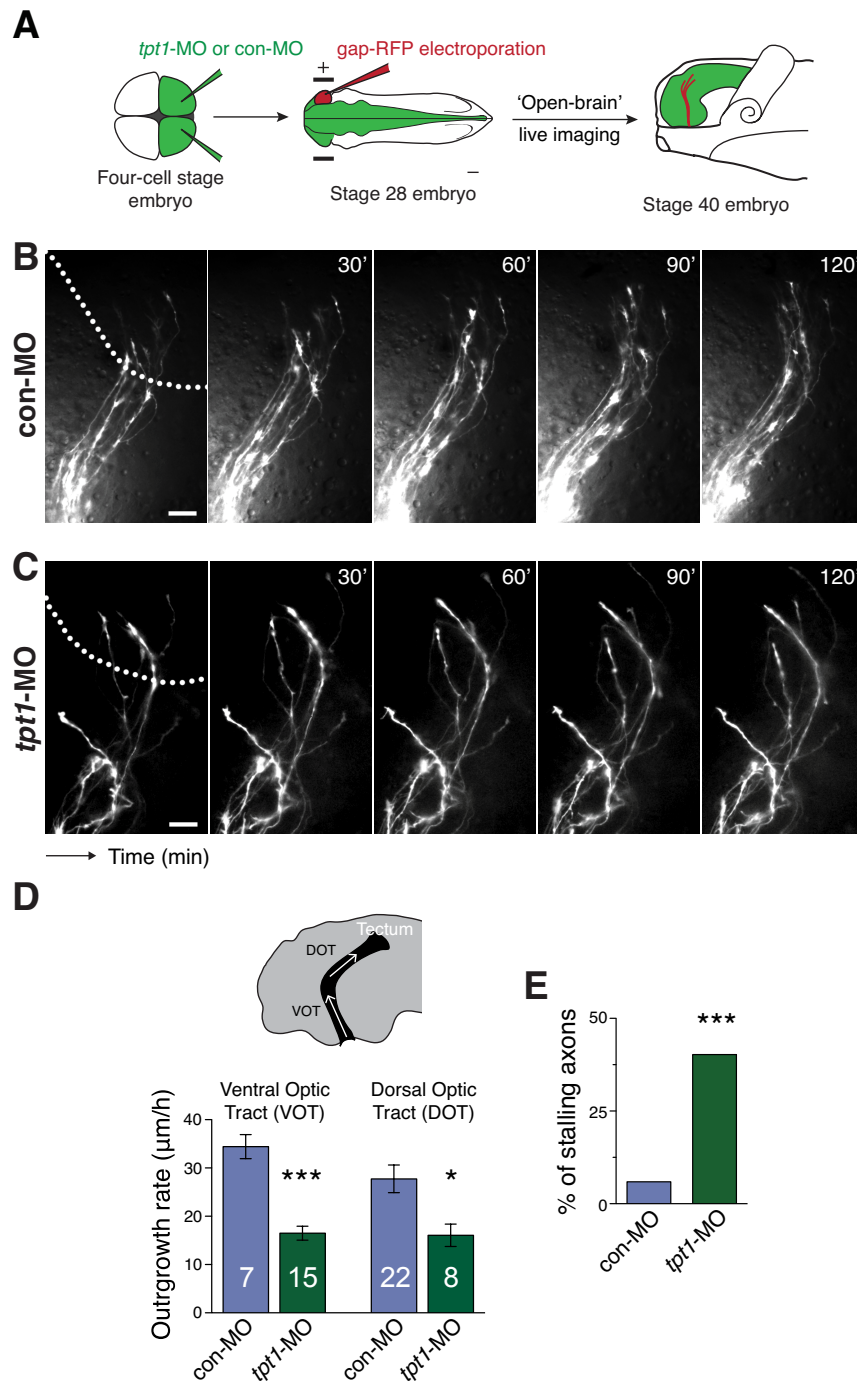 A
tpt1-MO or con-MO
gap-RFP electroporation
+
‘Open-brain’
live imaging
Four-cell stage
embryo
Stage 28 embryo
–
Stage 40 embryo
B
con-MO
30’
60’
90’
120’
C
tpt1-MO
30’
60’
90’
120’
Time (min)
D
Tectum
DOT
VOT
Ventral Optic
Tract (VOT)
Dorsal Optic
Tract (DOT)
Outrgrowth rate (µm/h)
40
30
20
10
0
***
*
7
15
22
8
con-MO
tpt1-MO
con-MO
tpt1-MO
E
% of stalling axons
50
25
0
***
con-MO
tpt1-MO